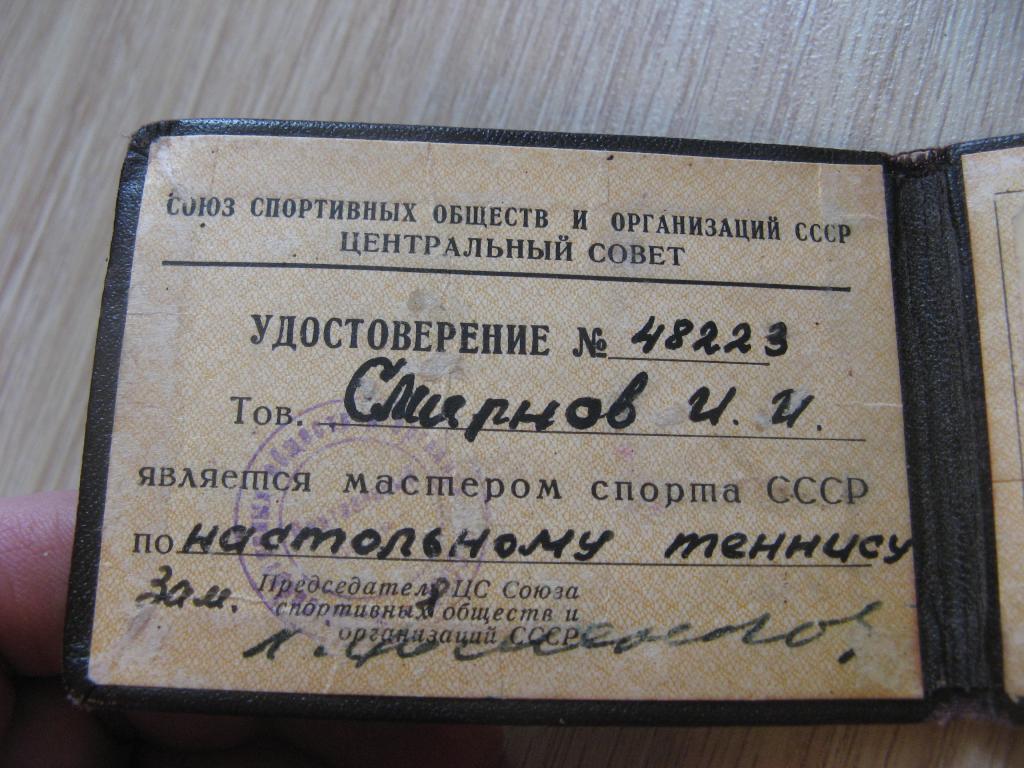 СОЮЗ СПОРТИВНЫХ ОБЩЕСТВ И ОРГАНИЗАЦИЙ СССР
ЦЕНТРАЛЬНЫЙ СОВЕТ
УДОСТОВЕРЕНИЕ № 48223
Тов. Смирнов И. И.
является мастером спорта СССР
по настольному теннису
Зам. Председатель ЦС Союза
спортивных обществ и
организаций СССР